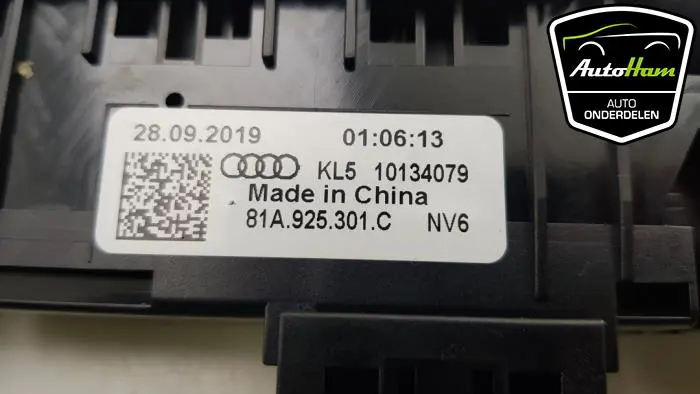 28.09.2019 01:06:13
KL5 10134079
Made in China
81A.925.301.C NV6
AutoHam
AUTO
ONDERDELEN